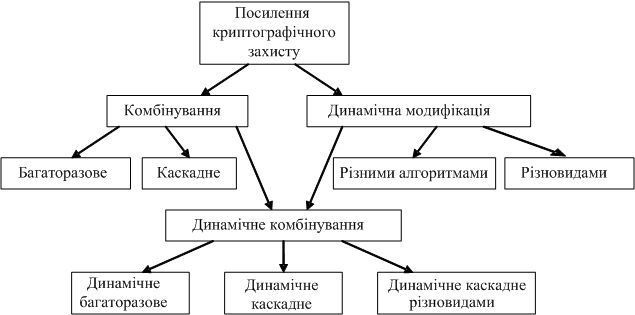 Посилення
криптографічного
захисту
Комбінування
Динамічна модифікація
Багаторазове
Каскадне
Різними алгоритмами
Різновидами
Динамічне комбінування
Динамічне
багаторазове
Динамічне
каскадне
Динамічне каскадне
різновидами